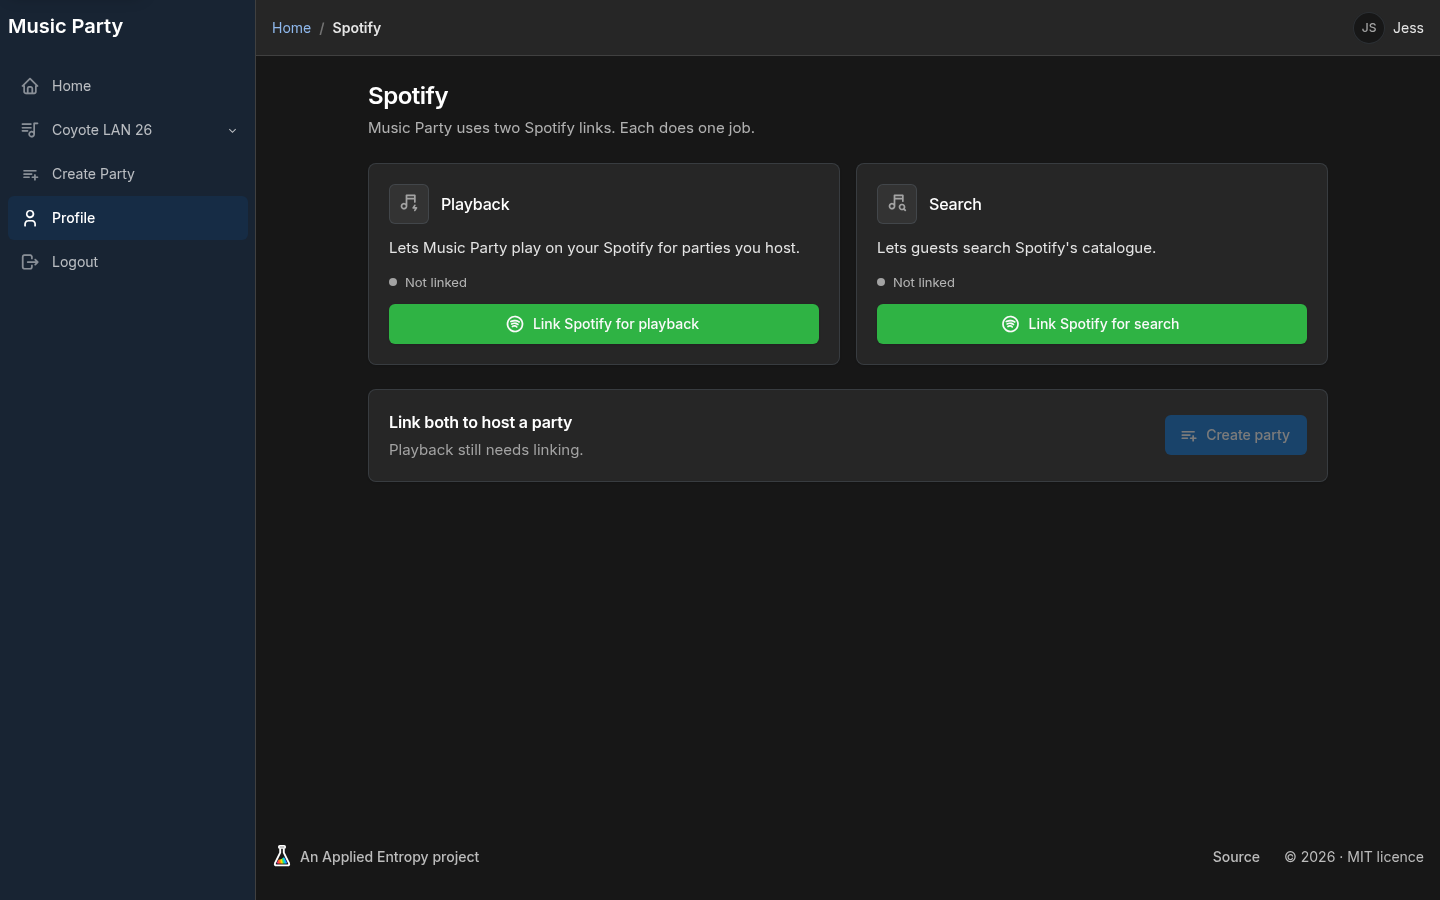 Music Party
Home
Coyote LAN 26
Create Party
Profile
Logout
Home / Spotify
JS Jess
Spotify
Music Party uses two Spotify links. Each does one job.
Playback
Lets Music Party play on your Spotify for parties you host.
Not linked
Link Spotify for playback
Search
Lets guests search Spotify's catalogue.
Not linked
Link Spotify for search
Link both to host a party
Playback still needs linking.
Create party
An Applied Entropy project
Source
© 2026 · MIT licence